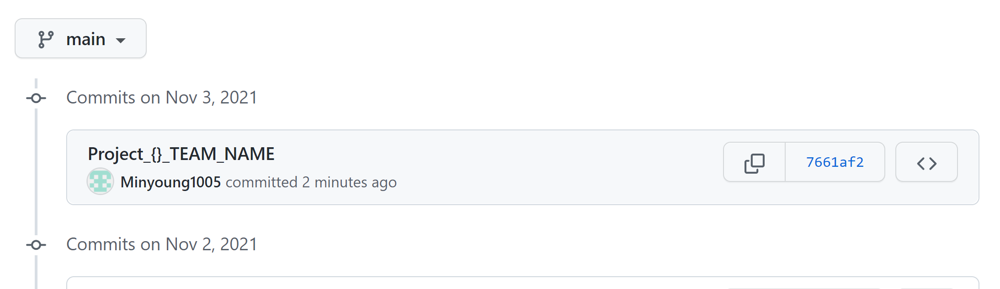 main
Commits on Nov 3, 2021
Project_{}_TEAM_NAME
7661af2
Minyoung1005 committed 2 minutes ago
Commits on Nov 2, 2021